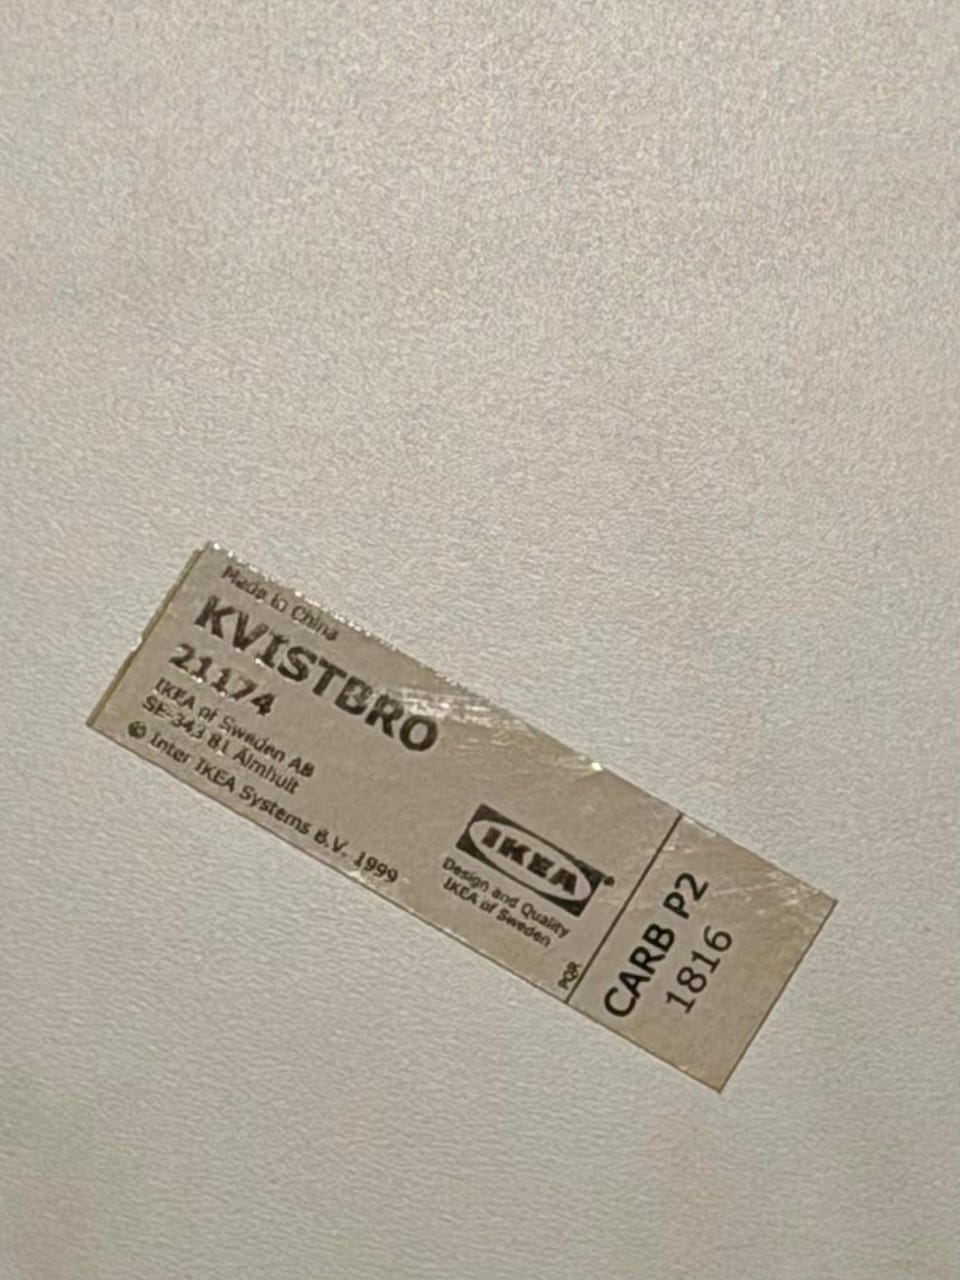 Made in China
KVISTBRO
21174
IKEA of Sweden AB
SE-343 81 Älmhult
© Inter IKEA Systems B.V. 1999
IKEA®
Design and Quality
IKEA of Sweden
PQR
CARB P2
1816